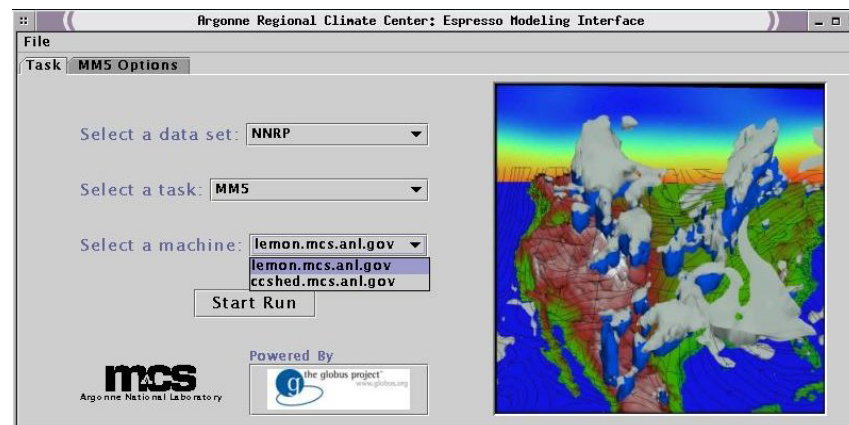 Argonne Regional Climate Center: Espresso Modeling Interface
File
Task MM5 Options
Select a data set: NNRP
Select a task: MM5
Select a machine: lemon.mcs.anl.gov
lemon.mcs.anl.gov
ccshed.mcs.anl.gov
Start Run
Powered By
mcs
Argonne National Laboratory
the globus project™
www.globus.org